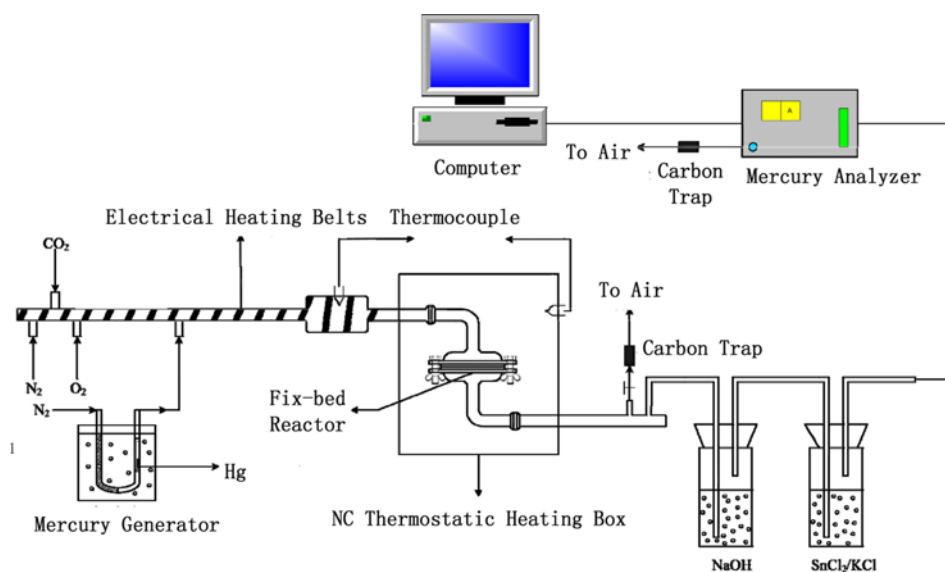 A
Computer
To Air
Carbon
Trap
Mercury Analyzer
Electrical Heating Belts
Thermocouple
CO₂
To Air
Carbon Trap
N₂
O₂
N₂
Fix-bed
Reactor
1
Hg
Mercury Generator
NC Thermostatic Heating Box
NaOH
SnCl₂/KCl